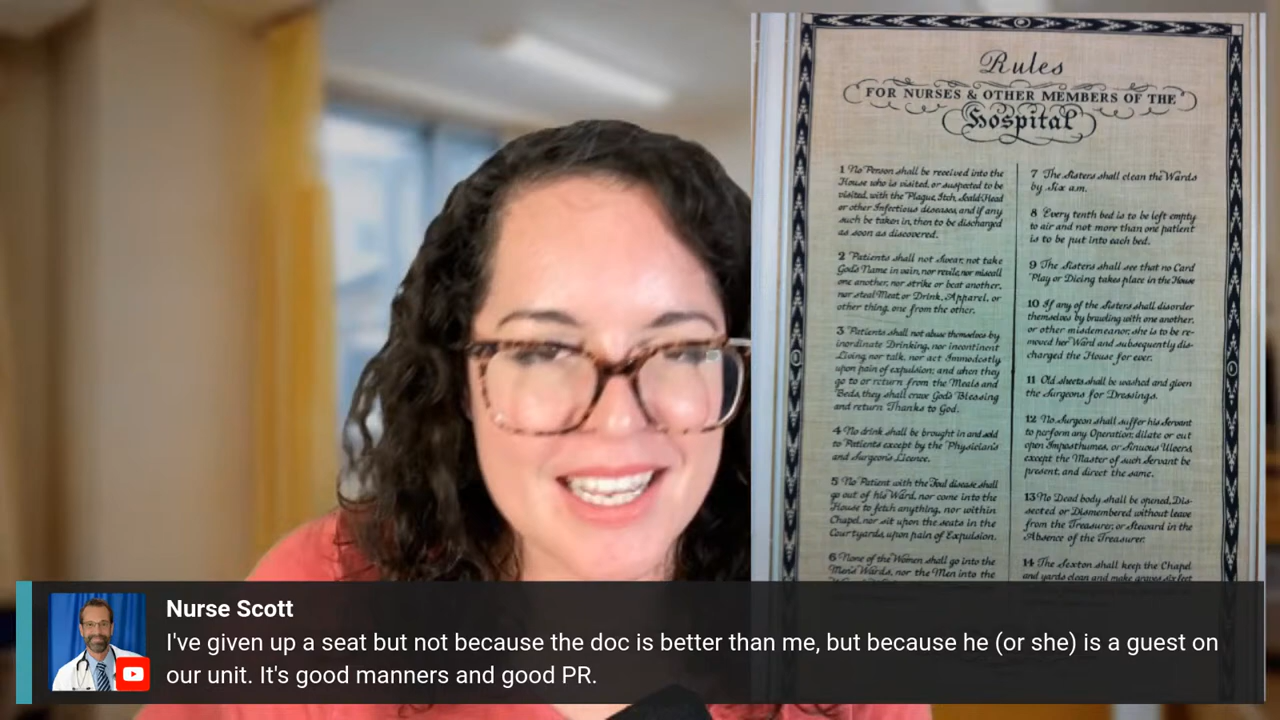 Rules
FOR NURSES & OTHER MEMBERS OF THE
Hospital
1 No Person shall be received into the
House who is visited, or suspected to be
visited, with the Plague, Itch, Scald Head
or other Infectious diseases, and if any
such be taken in, then to be discharged
as soon as discovered.
2 Patients shall not Swear, not take
God's Name in vain, nor revile, nor miscall
one another, nor strike or beat another,
nor steal Meat or Drink, Apparel, or
other thing, one from the other.
3 Patients shall not abuse themselves by
inordinate Drinking, nor incontinent
Living, nor talk, nor act Immodestly
upon pain of expulsion; and when they
go to or return from the Meals and
Beds, they shall crave God's Blessing
and return Thanks to God.
4 No drink shall be brought in and sold
to Patients except by the Physician's
and Surgeon's Licence.
5 No Patient with the Foul disease shall
go out of his Ward, nor come into the
House to fetch anything, nor within
Chapel, nor sit upon the seats in the
Courtyards, upon pain of Expulsion.
6 None of the Women shall go into the
Men's Wards, nor the Men into the
7 The Sisters shall clean the Wards
by Six a.m.
8 Every tenth bed is to be left empty
to air and not more than one patient
is to be put into each bed.
9 The Sisters shall see that no Card
Play or Dicing takes place in the House
10 If any of the Sisters shall disorder
themselves by brawling with one another,
or other misdemeanor, she is to be re-
moved her Ward and subsequently dis-
charged the House for ever.
11 Old sheets shall be washed and given
the Surgeons for Dressings.
12 No Surgeon shall suffer his Servant
to perform any Operation; dilate or cut
open Imposthumes, or Sinuous Ulcers,
except the Master of such Servant be
present, and direct the same.
13 No Dead body shall be opened, Dis-
sected or Dismembered without leave
from the Treasurer, or Steward in the
Absence of the Treasurer.
14 The Sexton shall keep the Chapel
and yards clean and make graves six feet
Nurse Scott
I've given up a seat but not because the doc is better than me, but because he (or she) is a guest on
our unit. It's good manners and good PR.